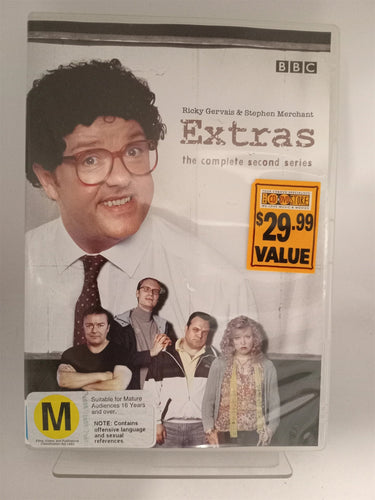 BBC
Ricky Gervais & Stephen Merchant
Extras
the complete second series
$29.99
VALUE
M
Suitable for Mature
Audiences 16 Years
and over.
NOTE: Contains
offensive language
and sexual
references.